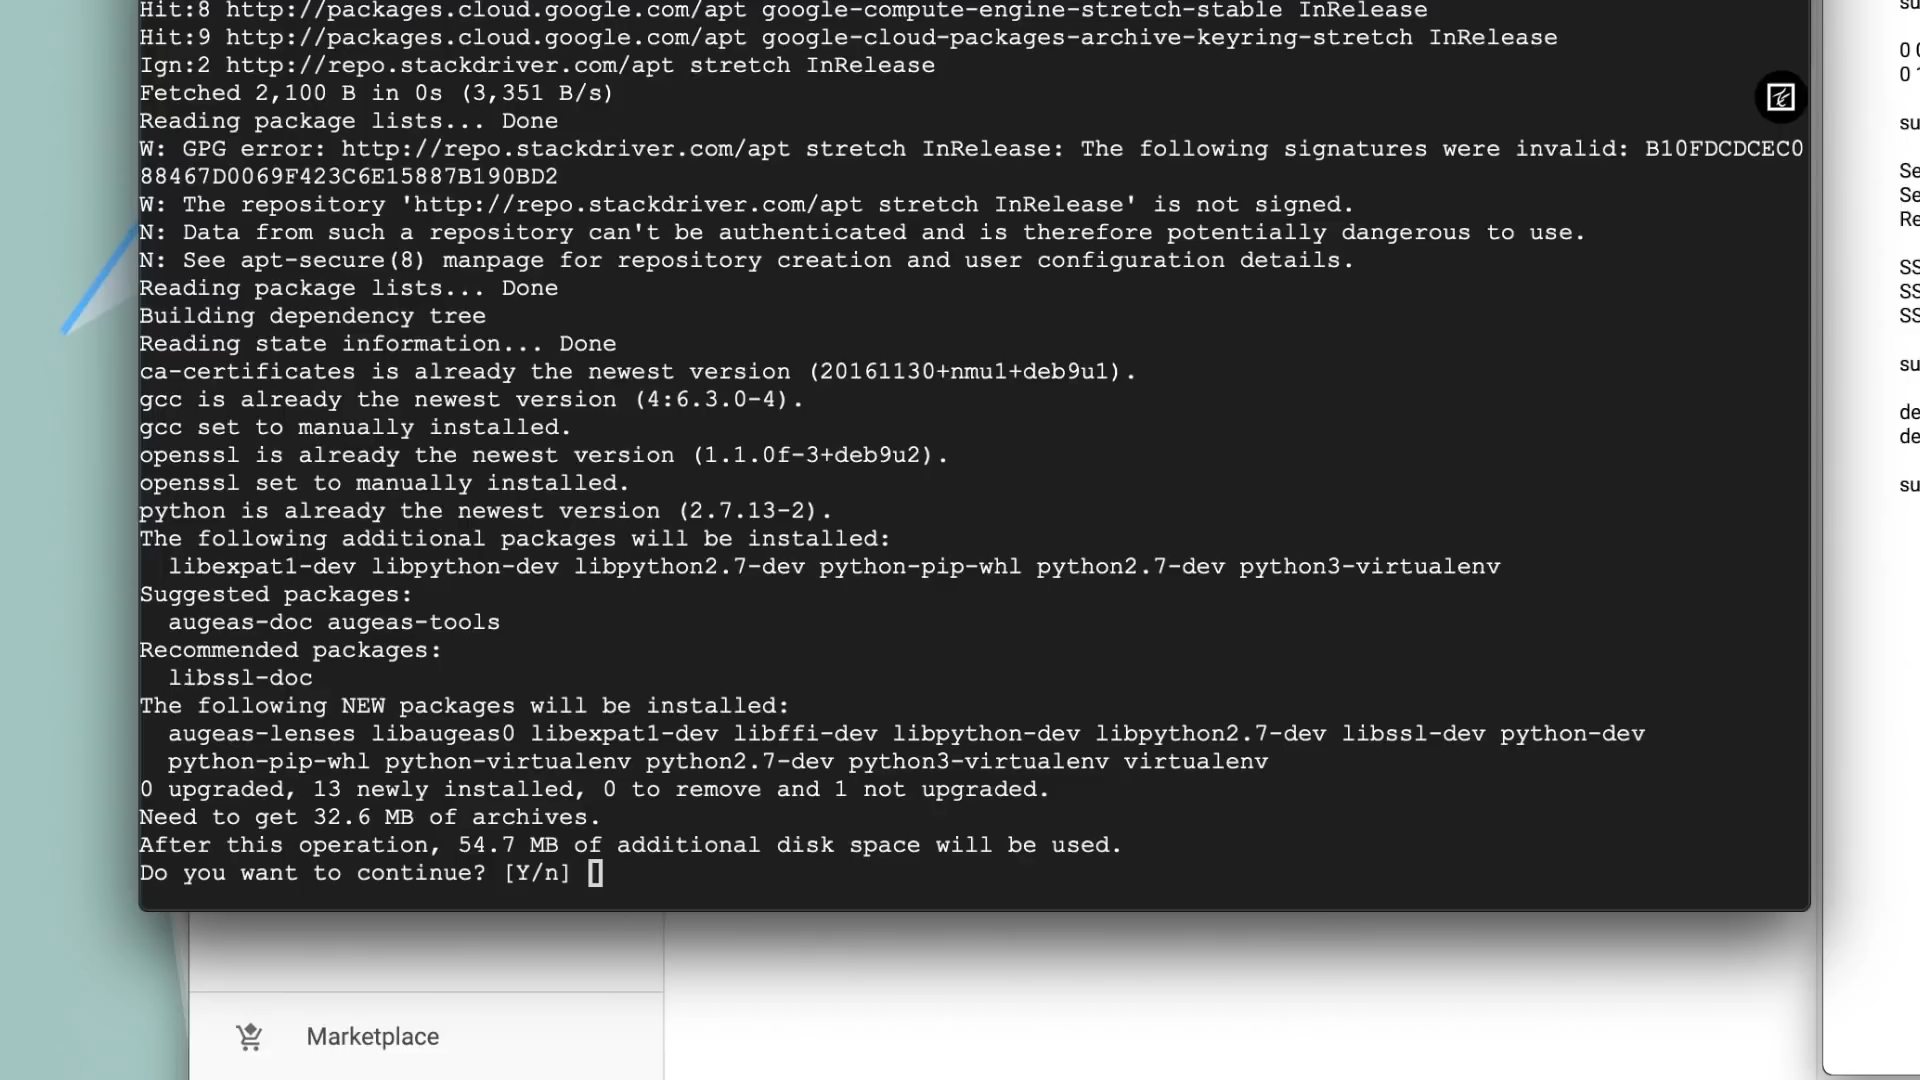 Hit:8 http://packages.cloud.google.com/apt google-compute-engine-stretch-stable InRelease
Hit:9 http://packages.cloud.google.com/apt google-cloud-packages-archive-keyring-stretch InRelease
Ign:2 http://repo.stackdriver.com/apt stretch InRelease
Fetched 2,100 B in 0s (3,351 B/s)
Reading package lists... Done
W: GPG error: http://repo.stackdriver.com/apt stretch InRelease: The following signatures were invalid: B10FDCDCEC0
88467D0069F423C6E15887B190BD2
W: The repository 'http://repo.stackdriver.com/apt stretch InRelease' is not signed.
N: Data from such a repository can't be authenticated and is therefore potentially dangerous to use.
N: See apt-secure(8) manpage for repository creation and user configuration details.
Reading package lists... Done
Building dependency tree
Reading state information... Done
ca-certificates is already the newest version (20161130+nmu1+deb9u1).
gcc is already the newest version (4:6.3.0-4).
gcc set to manually installed.
openssl is already the newest version (1.1.0f-3+deb9u2).
openssl set to manually installed.
python is already the newest version (2.7.13-2).
The following additional packages will be installed:
  libexpat1-dev libpython-dev libpython2.7-dev python-pip-whl python2.7-dev python3-virtualenv
Suggested packages:
  augeas-doc augeas-tools
Recommended packages:
  libssl-doc
The following NEW packages will be installed:
  augeas-lenses libaugeas0 libexpat1-dev libffi-dev libpython-dev libpython2.7-dev libssl-dev python-dev
  python-pip-whl python-virtualenv python2.7-dev python3-virtualenv virtualenv
0 upgraded, 13 newly installed, 0 to remove and 1 not upgraded.
Need to get 32.6 MB of archives.
After this operation, 54.7 MB of additional disk space will be used.
Do you want to continue? [Y/n]
Marketplace